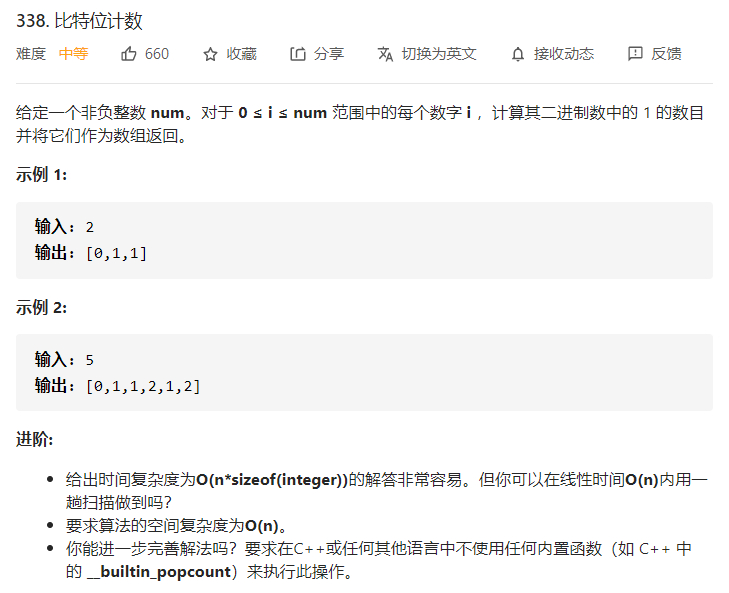 338. 比特位计数
难度 中等 660 收藏 分享 切换为英文 接收动态 反馈
给定一个非负整数 num。对于 0 ≤ i ≤ num 范围中的每个数字 i ，计算其二进制数中的 1 的数目
并将它们作为数组返回。
示例 1:
输入：2
输出：[0,1,1]
示例 2:
输入：5
输出：[0,1,1,2,1,2]
进阶:
给出时间复杂度为O(n*sizeof(integer))的解答非常容易。但你可以在线性时间O(n)内用一
趟扫描做到吗？
要求算法的空间复杂度为O(n)。
你能进一步完善解法吗？要求在C++或任何其他语言中不使用任何内置函数（如 C++ 中
的 __builtin_popcount）来执行此操作。